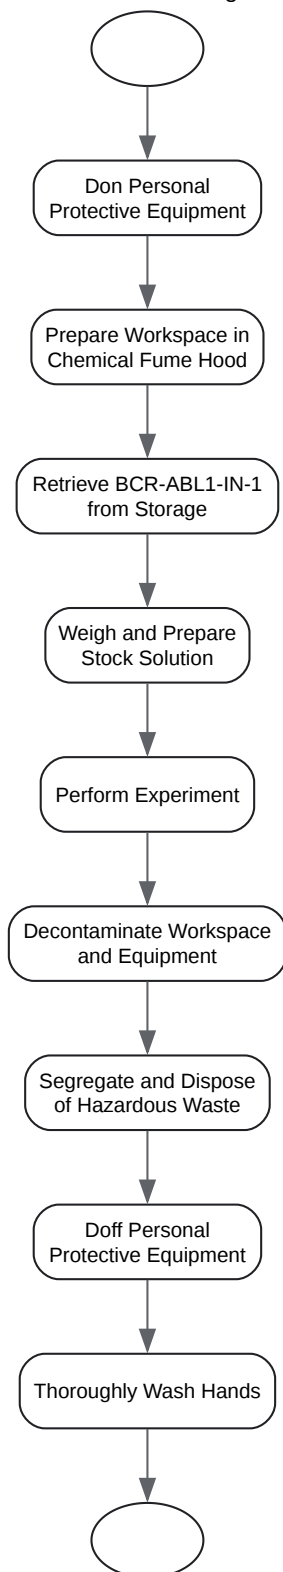 Don Personal
Protective Equipment
Prepare Workspace in
Chemical Fume Hood
Retrieve BCR-ABL1-IN-1
from Storage
Weigh and Prepare
Stock Solution
Perform Experiment
Decontaminate Workspace
and Equipment
Segregate and Dispose
of Hazardous Waste
Doff Personal
Protective Equipment
Thoroughly Wash Hands